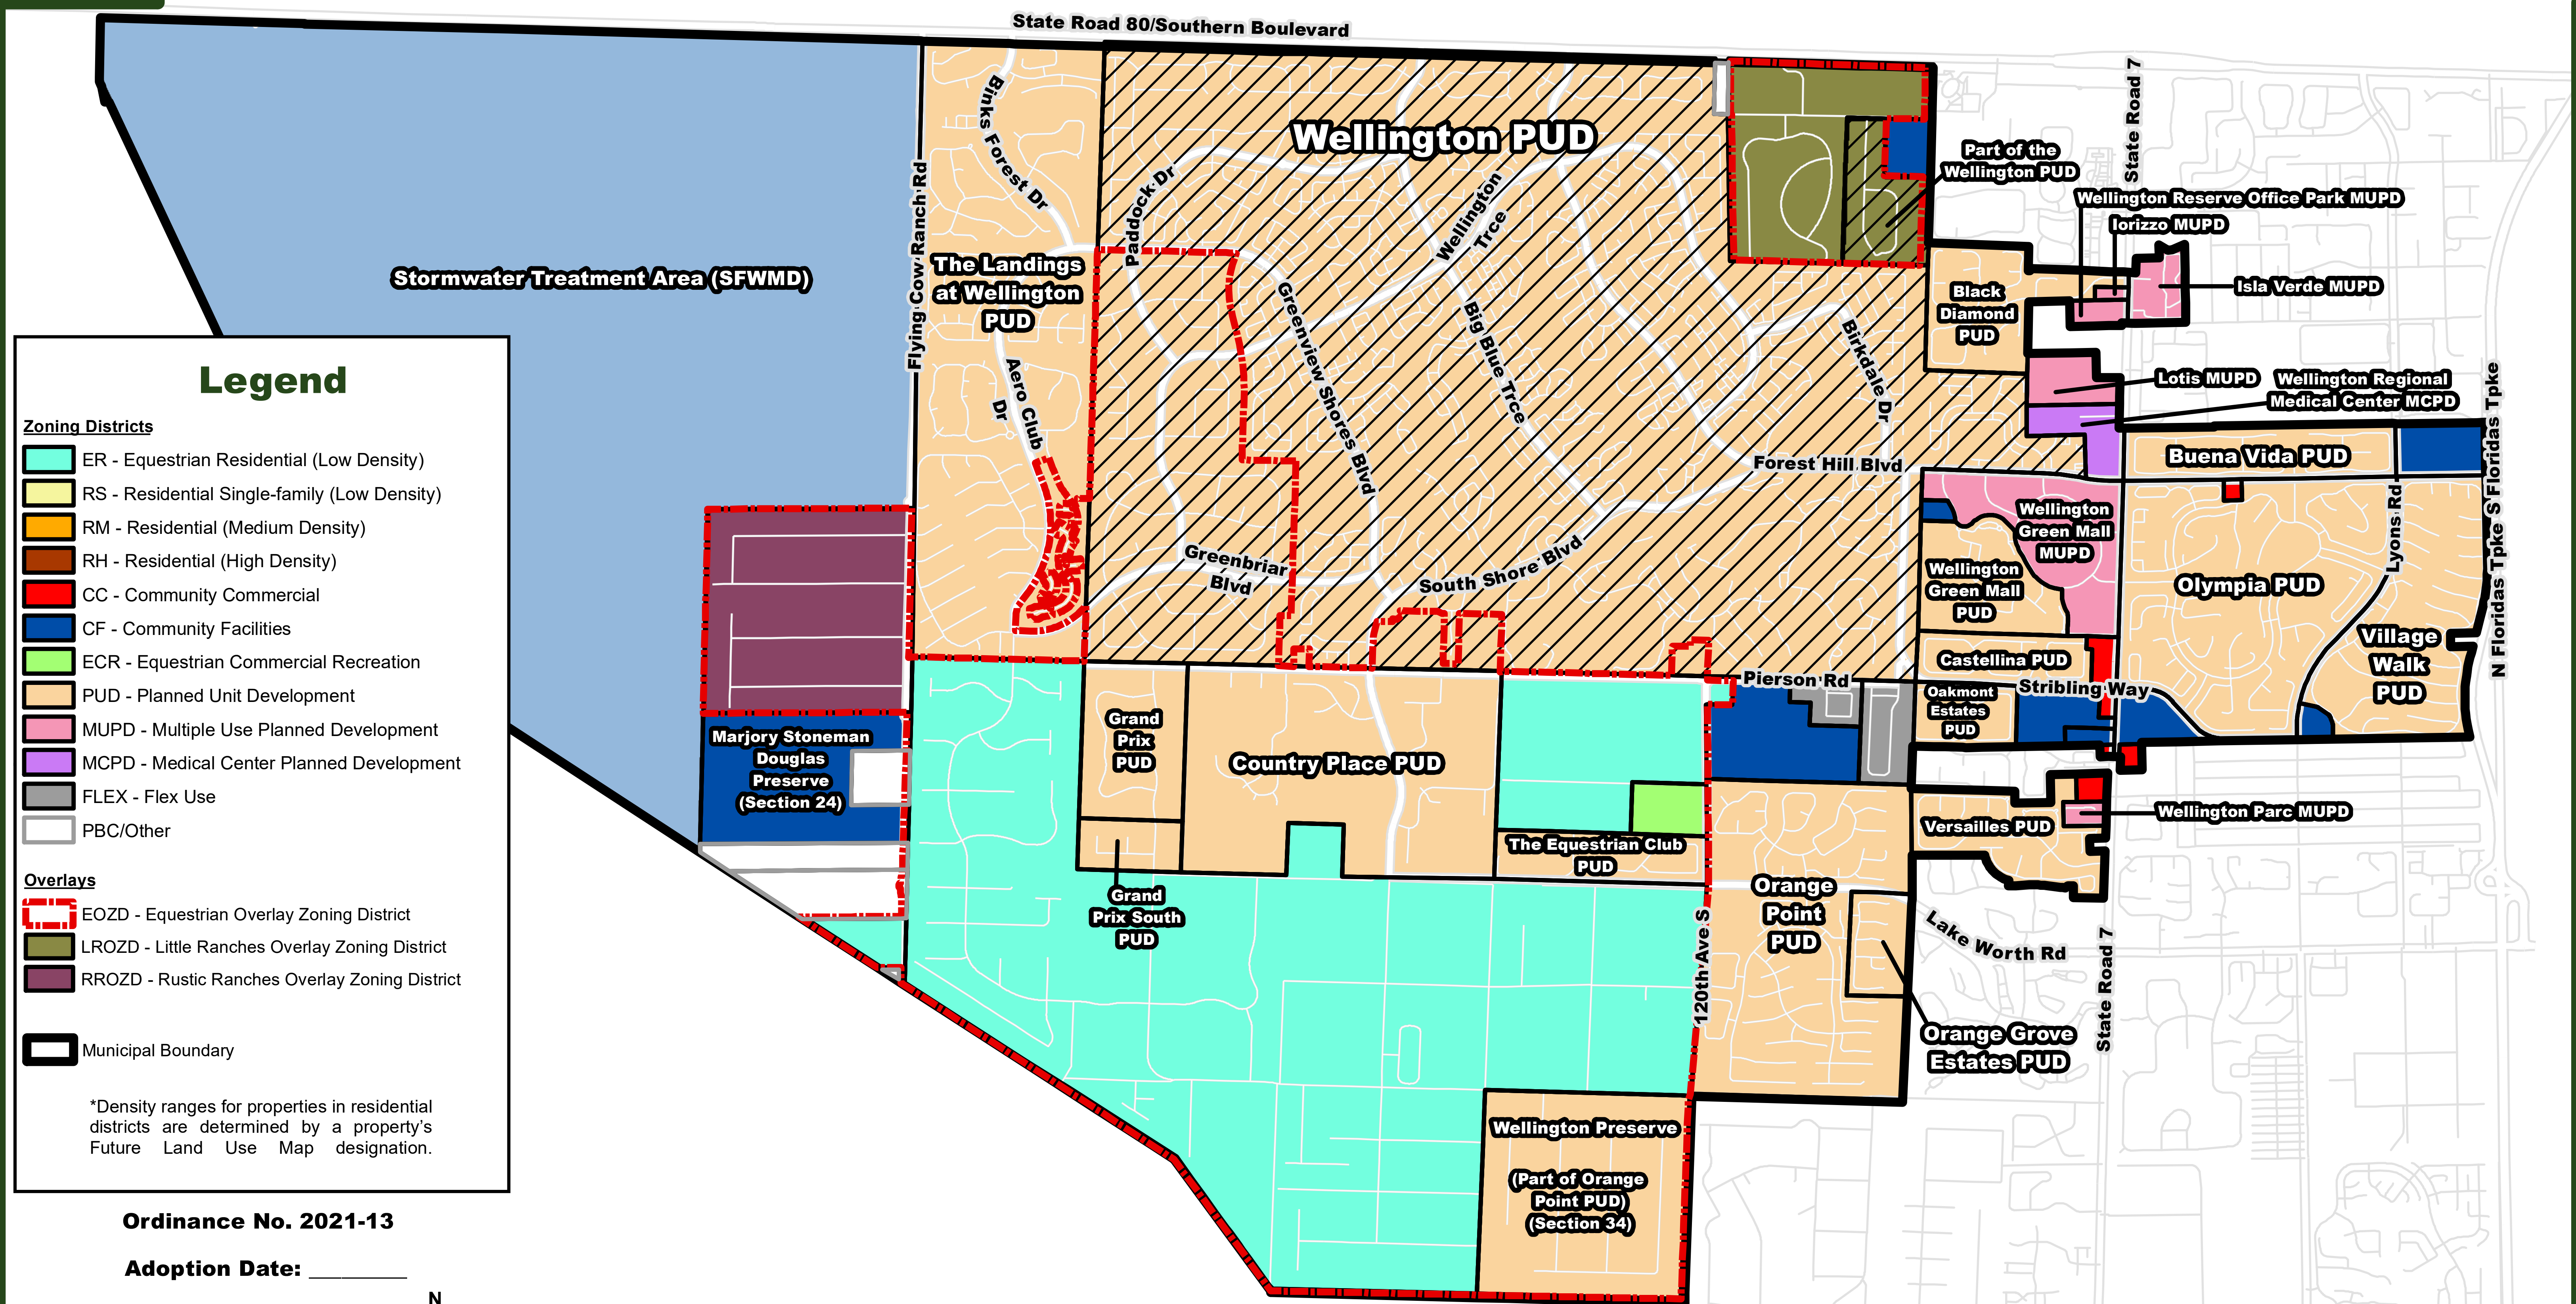 State Road 80/Southern Boulevard
Binks Forest Dr
Wellington PUD
State Road 7
Part of the
Wellington PUD
Paddock Dr
Wellington
Trce
Wellington Reserve Office Park MUPD
Iorizzo MUPD
Flying Cow Ranch Rd
Stormwater Treatment Area (SFWMD)
The Landings
at Wellington
PUD
Greenview Shores Blvd
Big Blue Trce
Birkdale Dr
Black
Diamond
PUD
Isla Verde MUPD
Aero Club
Dr
Lotis MUPD
Wellington Regional
Medical Center MCPD
N Floridas Tpke S Floridas Tpke
Forest Hill Blvd
Buena Vida PUD
Wellington
Green Mall
MUPD
Lyons Rd
Greenbriar
Blvd
South Shore Blvd
Wellington
Green Mall
PUD
Olympia PUD
Village
Walk
PUD
N Floridas Tpke S Floridas Tpke
Castellina PUD
Pierson Rd
Oakmont
Estates
PUD
Stribling Way
Marjory Stoneman
Douglas
Preserve
(Section 24)
Grand
Prix
PUD
Country Place PUD
The Equestrian Club
PUD
Versailles PUD
Wellington Parc MUPD
Grand
Prix South
PUD
Orange
Point
PUD
120th Ave S
Lake Worth Rd
State Road 7
Orange Grove
Estates PUD
Wellington Preserve
(Part of Orange
Point PUD)
(Section 34)
Legend
Zoning Districts
ER - Equestrian Residential (Low Density)
RS - Residential Single-family (Low Density)
RM - Residential (Medium Density)
RH - Residential (High Density)
CC - Community Commercial
CF - Community Facilities
ECR - Equestrian Commercial Recreation
PUD - Planned Unit Development
MUPD - Multiple Use Planned Development
MCPD - Medical Center Planned Development
FLEX - Flex Use
PBC/Other
Overlays
EOZD - Equestrian Overlay Zoning District
LROZD - Little Ranches Overlay Zoning District
RROZD - Rustic Ranches Overlay Zoning District
Municipal Boundary
*Density ranges for properties in residential
districts are determined by a property's
Future Land Use Map designation.
Ordinance No. 2021-13
Adoption Date: ________
N